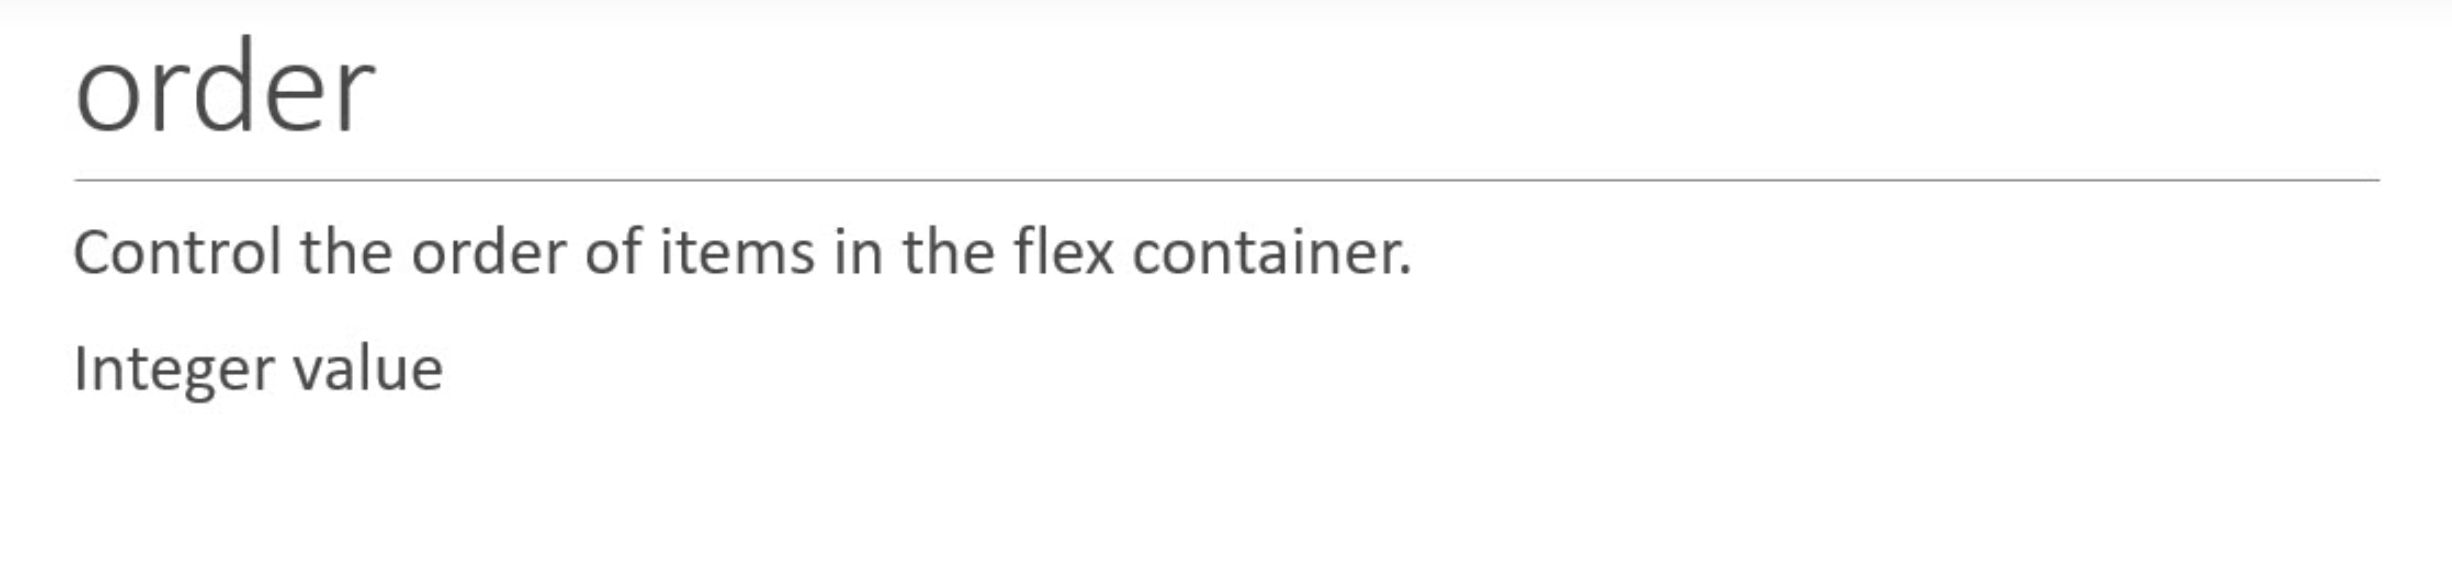 order
Control the order of items in the flex container.
Integer value